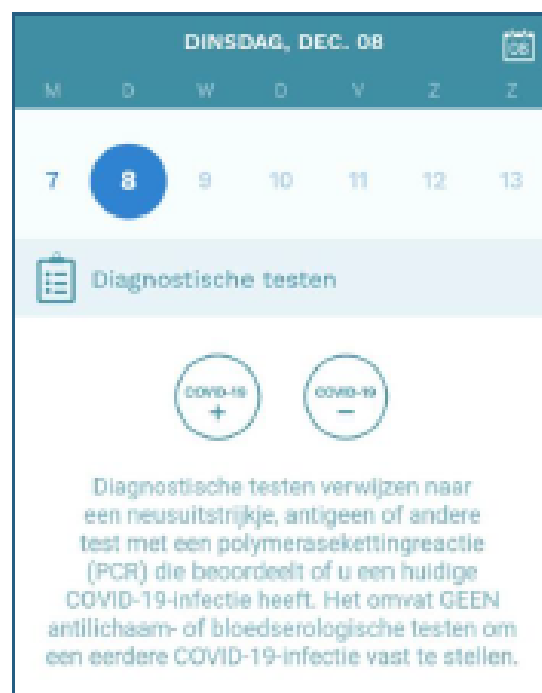 DINSDAG, DEC. 08
08
M D W D V Z Z
7 8 9 10 11 12 13
Diagnostische testen
COVID-19 COVID-19
+ −
Diagnostische testen verwijzen naar
een neusuitstrijkje, antigeen of andere
test met een polymerasekettingreactie
(PCR) die beoordeelt of u een huidige
COVID-19-infectie heeft. Het omvat GEEN
antilichaam- of bloedserologische testen om
een eerdere COVID-19-infectie vast te stellen.